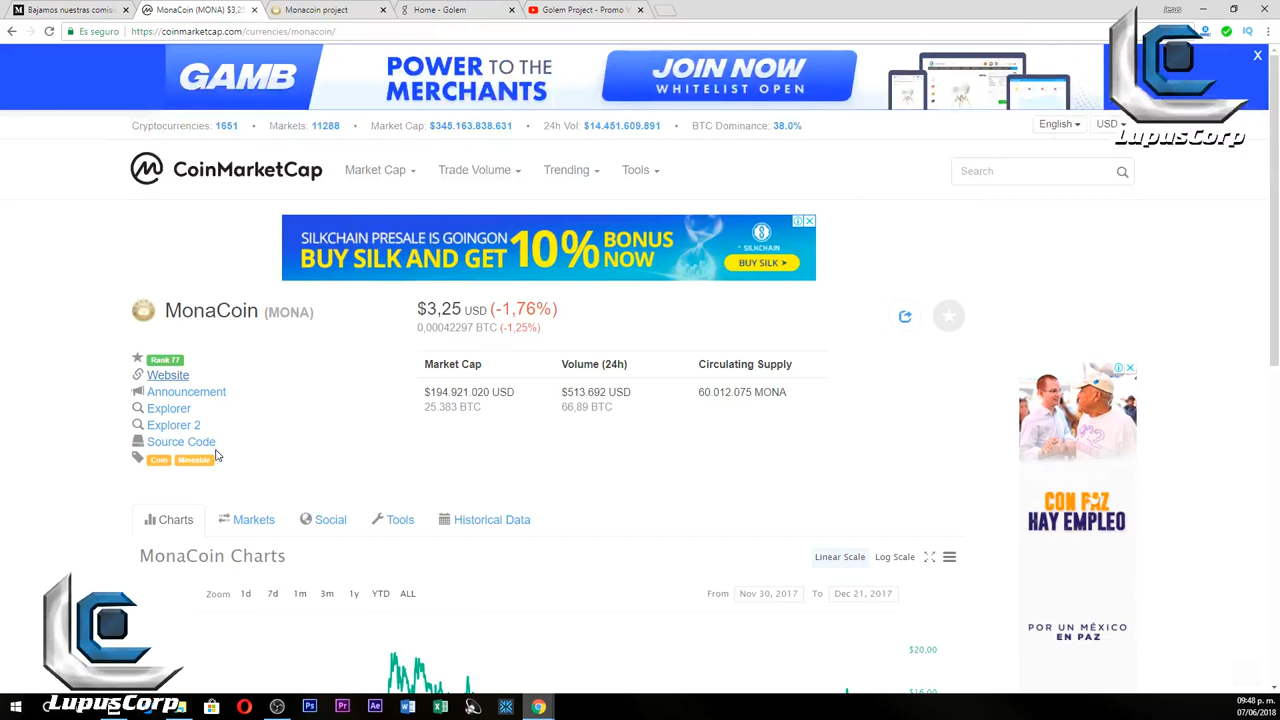 Bajamos nuestras comisi
MonaCoin (MONA) $3,25
Monacoin project
Home - Golem
Golem Project - Promo V
Jesus
Es seguro
https://coinmarketcap.com/currencies/monacoin/
GAMB
POWER TO THE
MERCHANTS
JOIN NOW
WHITELIST OPEN
X
LupusCorp
Cryptocurrencies: 1651 • Markets: 11288 • Market Cap: $345.163.838.631 • 24h Vol: $14.451.609.891 • BTC Dominance: 38.0%
English
USD
CoinMarketCap
Market Cap
Trade Volume
Trending
Tools
Search
SILKCHAIN PRESALE IS GOINGON
BUY SILK AND GET
10%
BONUS
NOW
SILKCHAIN
BUY SILK ➤
MonaCoin (MONA)
$3,25 USD (-1,76%)
0,00042297 BTC (-1,25%)
Rank 77
Website
Announcement
Explorer
Explorer 2
Source Code
Coin Mineable
Market Cap Volume (24h) Circulating Supply
$194.921.020 USD $513.692 USD 60.012.075 MONA
25.383 BTC 66,89 BTC
CON PAZ
HAY EMPLEO
POR UN MÉXICO
EN PAZ
Charts Markets Social Tools Historical Data
MonaCoin Charts
Linear Scale Log Scale
Zoom 1d 7d 1m 3m 1y YTD ALL
From Nov 30, 2017 To Dec 21, 2017
$20,00
$16,00
LupusCorp
09:48 p. m.
07/06/2018